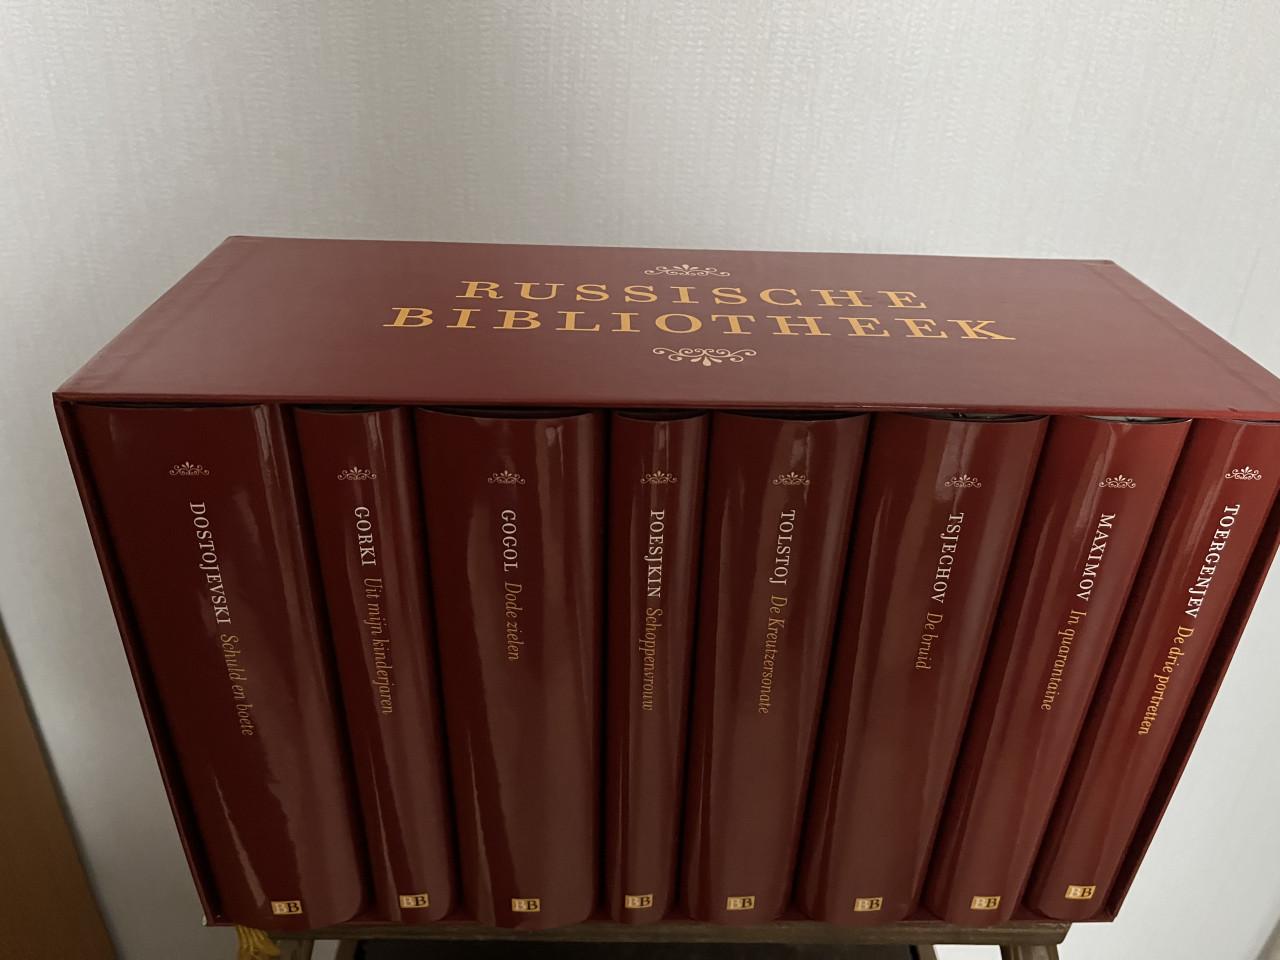 RUSSISCHE
BIBLIOTHEEK
DOSTOJEVSKI Schuld en boete
GORKI Uit mijn kinderjaren
GOGOL Dode zielen
POESJKIN Schoppenvrouw
TOLSTOJ De Kreutzersonate
TSJECHOV De bruid
MAXIMOV In quarantaine
TOERGENJEV De drie portretten
BB
BB
BB
BB
BB
BB
BB
BB